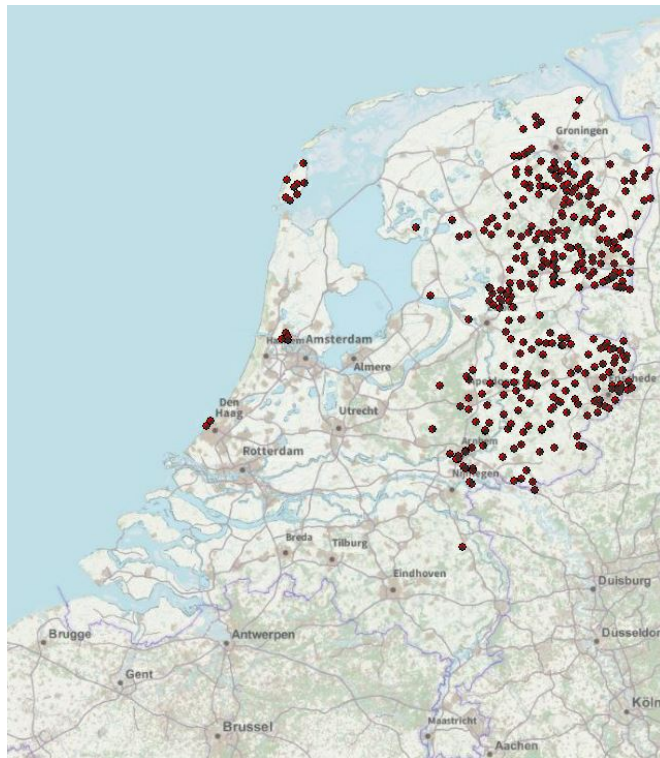 Groningen
Amsterdam
Almere
Den
Haag
Utrecht
Rotterdam
Arnhem
Breda
Tilburg
Eindhoven
Duisburg
Brugge
Antwerpen
Düsseldor
Gent
Köln
Maastricht
Brussel
Aachen